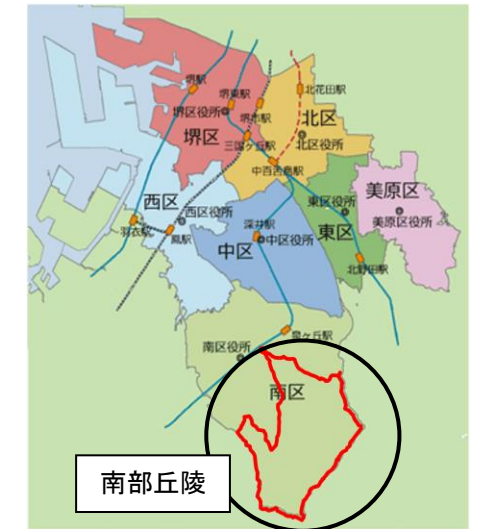 堺駅
堺東駅
北花田駅
堺区役所
堺市駅
北区
堺区
三国ヶ丘駅
北区役所
中百舌鳥駅
美原区
西区
東区役所
西区役所
深井駅
美原区役所
羽衣駅
鳳駅
中区役所
東区
中区
北野田駅
泉ヶ丘駅
南区役所
南区
南部丘陵